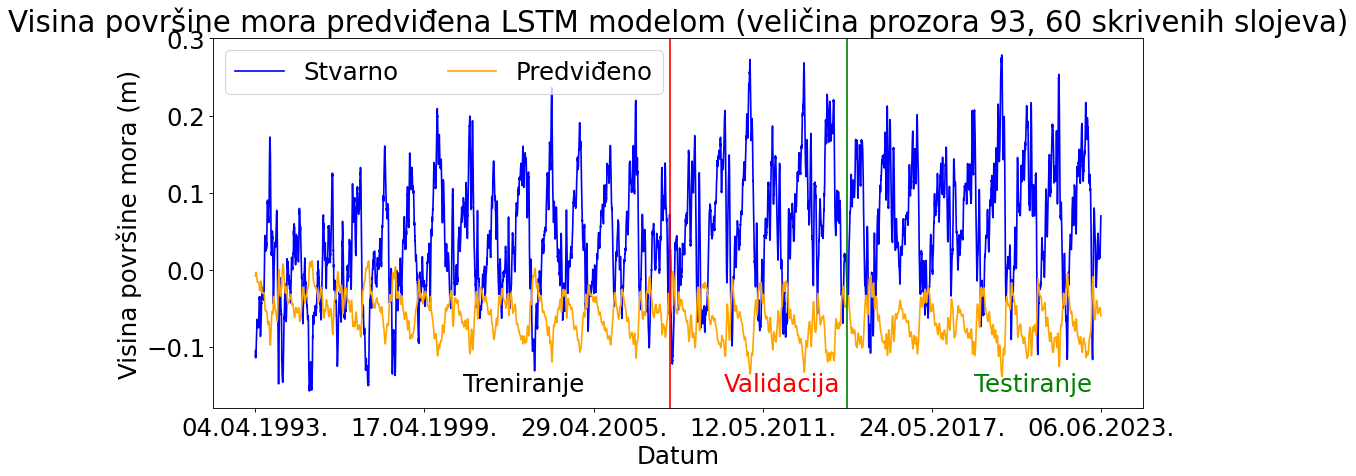 Visina površine mora predviđena LSTM modelom (veličina prozora 93, 60 skrivenih slojeva)
Visina površine mora (m)
0.3
0.2
0.1
0.0
−0.1
Stvarno Predviđeno
Treniranje Validacija Testiranje
04.04.1993. 17.04.1999. 29.04.2005. 12.05.2011. 24.05.2017. 06.06.2023.
Datum